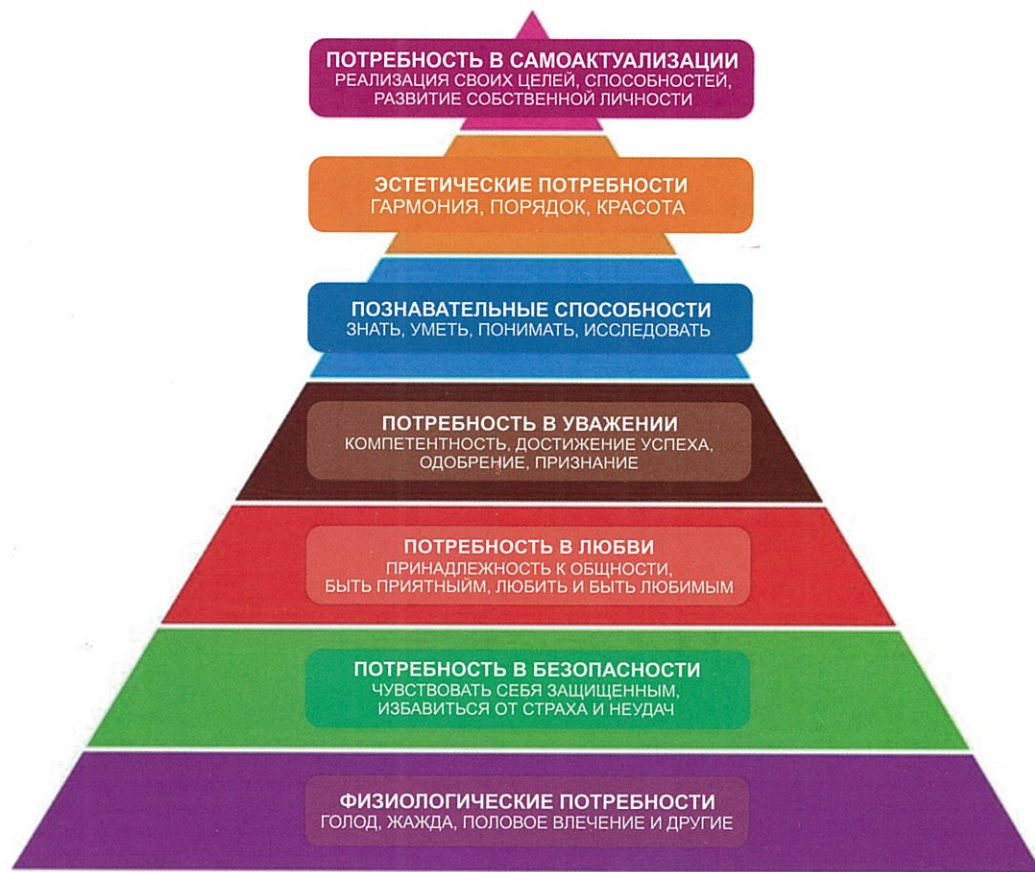 ПОТРЕБНОСТЬ В САМОАКТУАЛИЗАЦИИ
РЕАЛИЗАЦИЯ СВОИХ ЦЕЛЕЙ, СПОСОБНОСТЕЙ,
РАЗВИТИЕ СОБСТВЕННОЙ ЛИЧНОСТИ
ЭСТЕТИЧЕСКИЕ ПОТРЕБНОСТИ
ГАРМОНИЯ, ПОРЯДОК, КРАСОТА
ПОЗНАВАТЕЛЬНЫЕ СПОСОБНОСТИ
ЗНАТЬ, УМЕТЬ, ПОНИМАТЬ, ИССЛЕДОВАТЬ
ПОТРЕБНОСТЬ В УВАЖЕНИИ
КОМПЕТЕНТНОСТЬ, ДОСТИЖЕНИЕ УСПЕХА,
ОДОБРЕНИЕ, ПРИЗНАНИЕ
ПОТРЕБНОСТЬ В ЛЮБВИ
ПРИНАДЛЕЖНОСТЬ К ОБЩНОСТИ,
БЫТЬ ПРИЯТНЫЙМ, ЛЮБИТЬ И БЫТЬ ЛЮБИМЫМ
ПОТРЕБНОСТЬ В БЕЗОПАСНОСТИ
ЧУВСТВОВАТЬ СЕБЯ ЗАЩИЩЕННЫМ,
ИЗБАВИТЬСЯ ОТ СТРАХА И НЕУДАЧ
ФИЗИОЛОГИЧЕСКИЕ ПОТРЕБНОСТИ
ГОЛОД, ЖАЖДА, ПОЛОВОЕ ВЛЕЧЕНИЕ И ДРУГИЕ